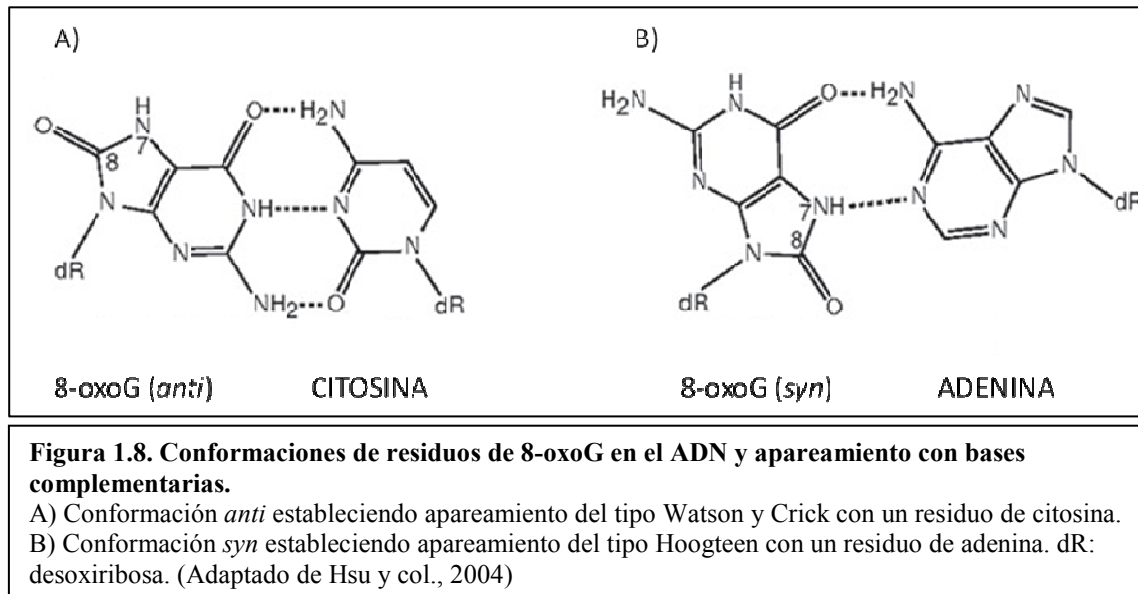 A)
B)
H
N
7
O
H₂N
O
8
N
NH
N
N
N
NH₂
O
N
dR
dR
H₂N
H
N
O
H₂N
N
N
N
7
NH
N
8
N
N
dR
N
O
dR
8-oxoG (anti) CITOSINA
8-oxoG (syn) ADENINA
Figura 1.8. Conformaciones de residuos de 8-oxoG en el ADN y apareamiento con bases
complementarias.
A) Conformación anti estableciendo apareamiento del tipo Watson y Crick con un residuo de citosina.
B) Conformación syn estableciendo apareamiento del tipo Hoogteen con un residuo de adenina. dR:
desoxiribosa. (Adaptado de Hsu y col., 2004)